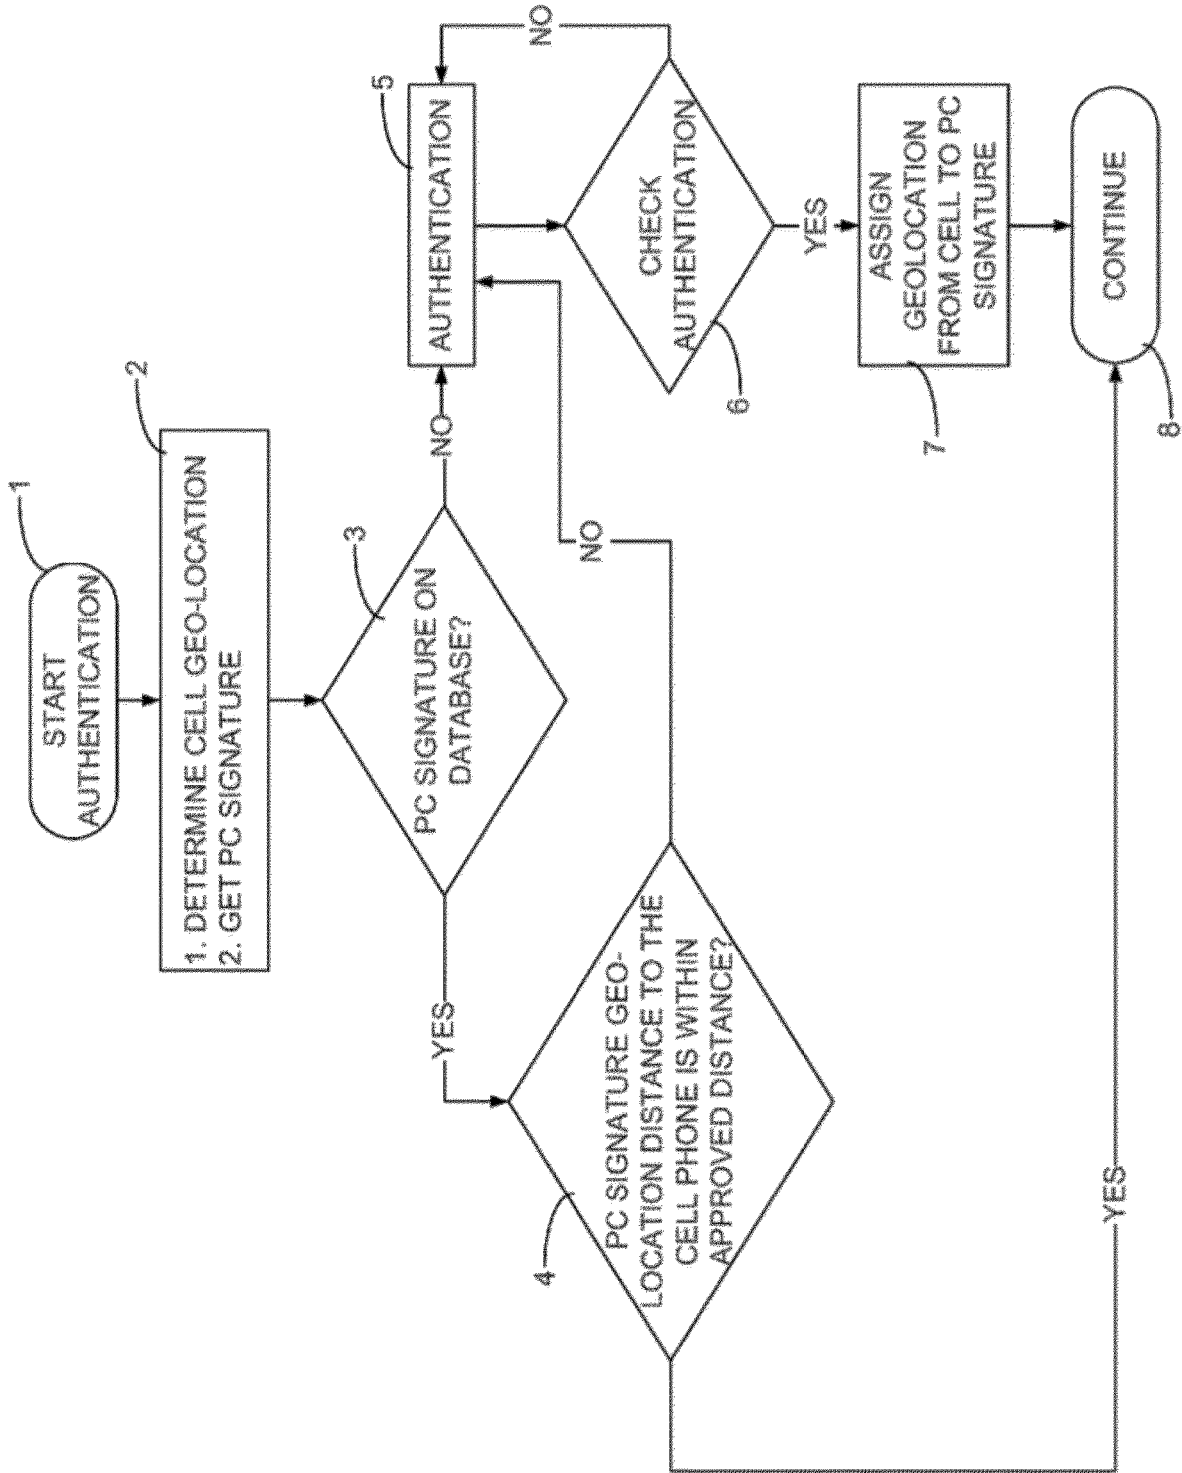 1
START
AUTHENTICATION
2
1. DETERMINE CELL GEO-LOCATION
2. GET PC SIGNATURE
3
PC SIGNATURE ON
DATABASE?
YES
NO
4
PC SIGNATURE GEO-
LOCATION DISTANCE TO THE
CELL PHONE IS WITHIN
APPROVED DISTANCE?
NO
YES
5
AUTHENTICATION
6
CHECK
AUTHENTICATION
NO
YES
7
ASSIGN
GEOLOCATION
FROM CELL TO PC
SIGNATURE
8
CONTINUE